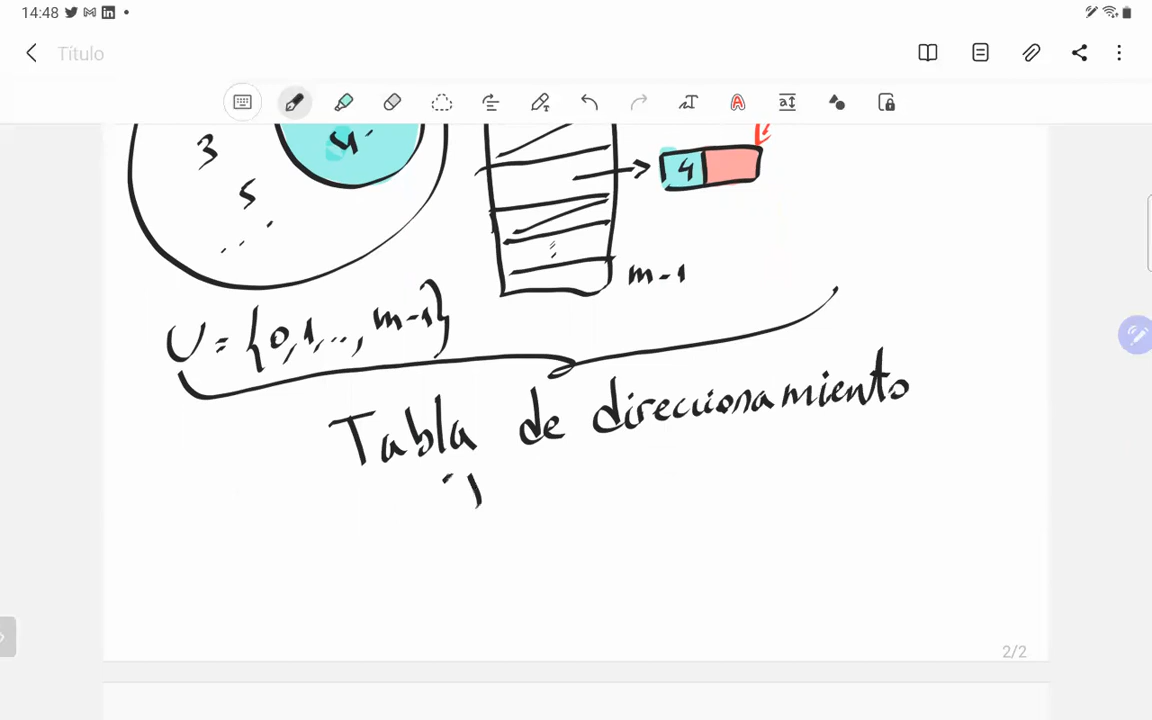 14:48
Título
3
4
5
...
4
m-1
U = {0,1,..., m-1}
Tabla de direccionamiento
2/2